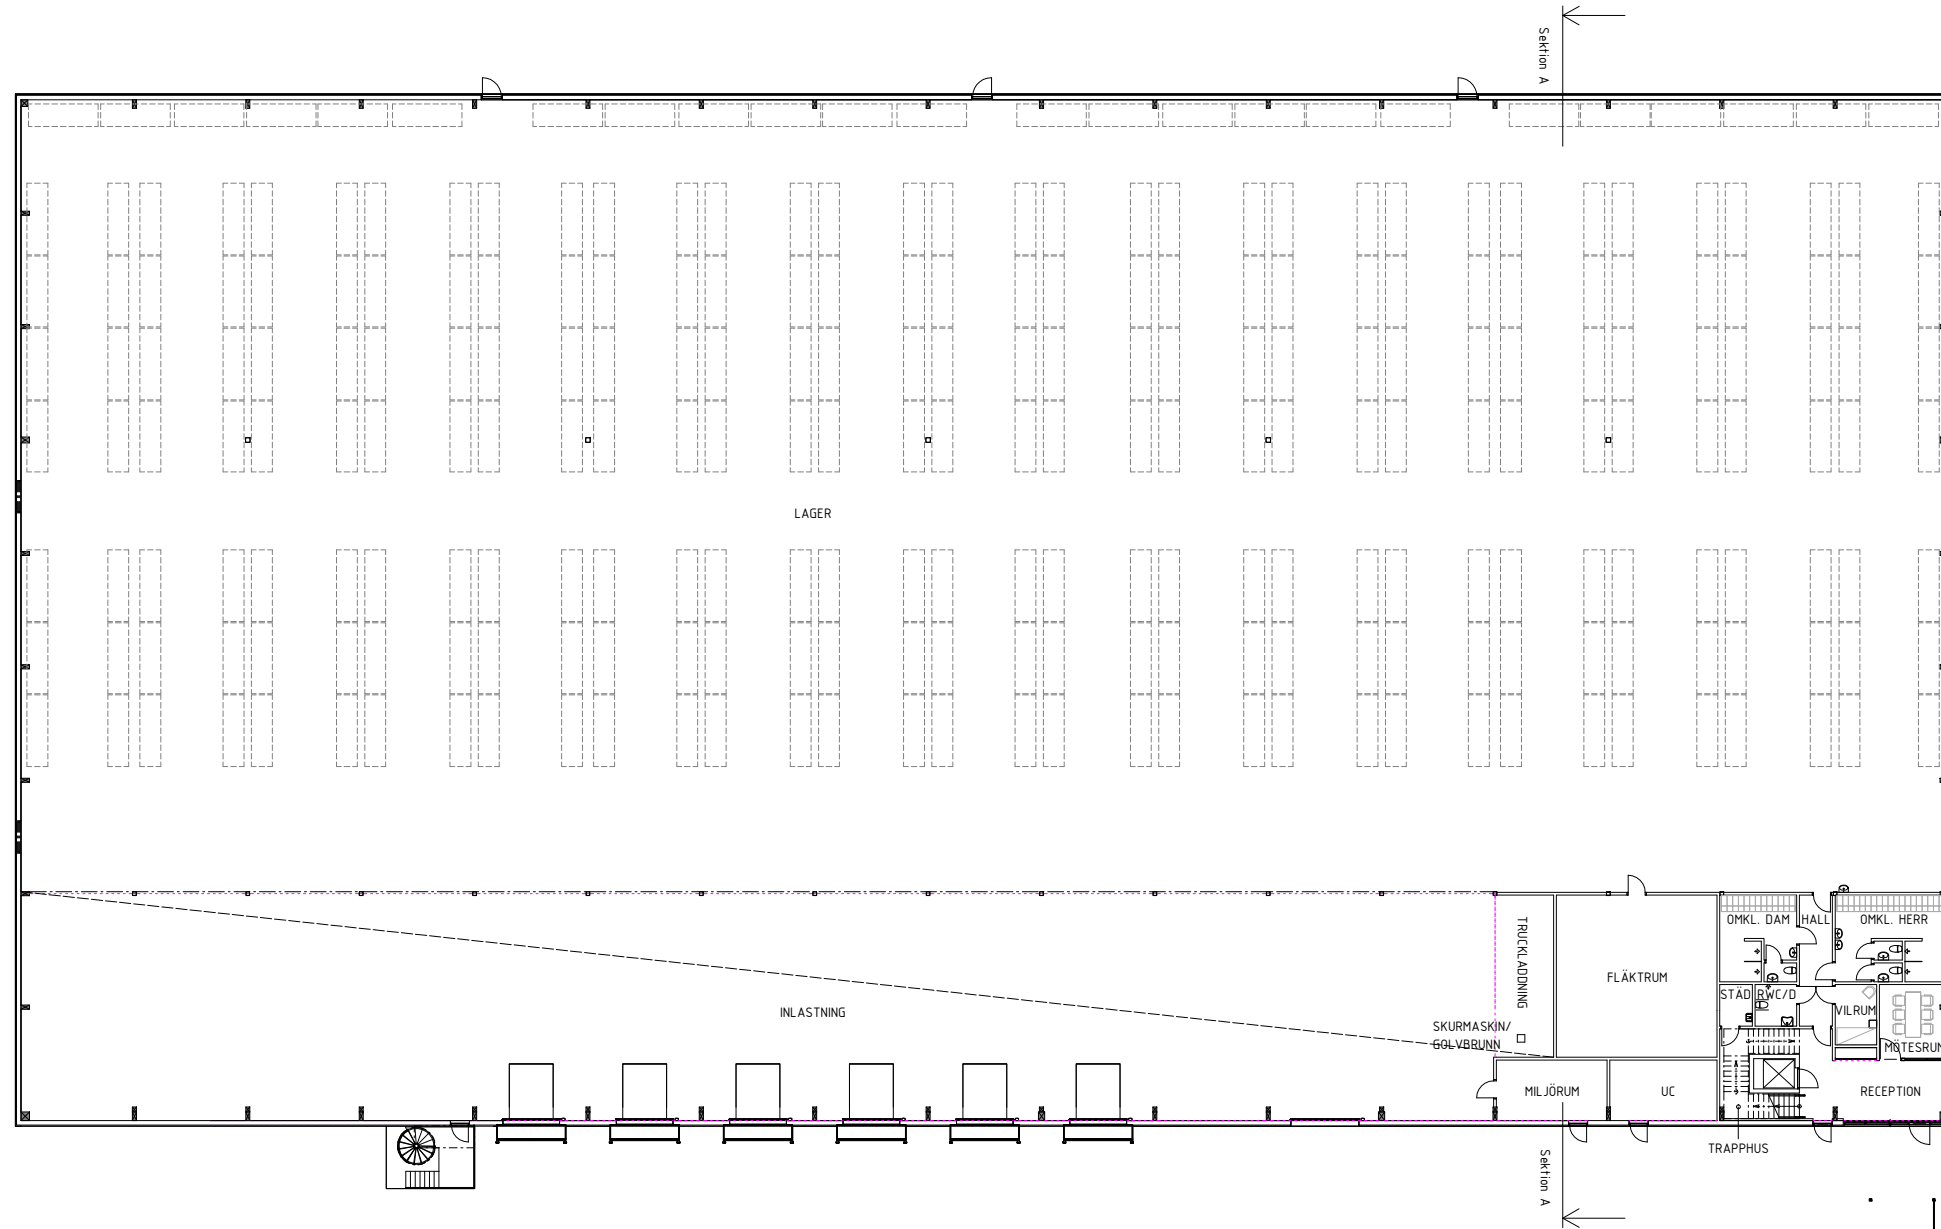 Sektion A
LAGER
TRUCKLADDNING
OMKL. DAM
HALL
OMKL. HERR
FLÄKTRUM
STÄD
RWC/D
VILRUM
INLASTNING
SKURMASKIN/
GOLVBRUNN
MÖTESRUM
MILJÖRUM
UC
RECEPTION
TRAPPHUS
Sektion A